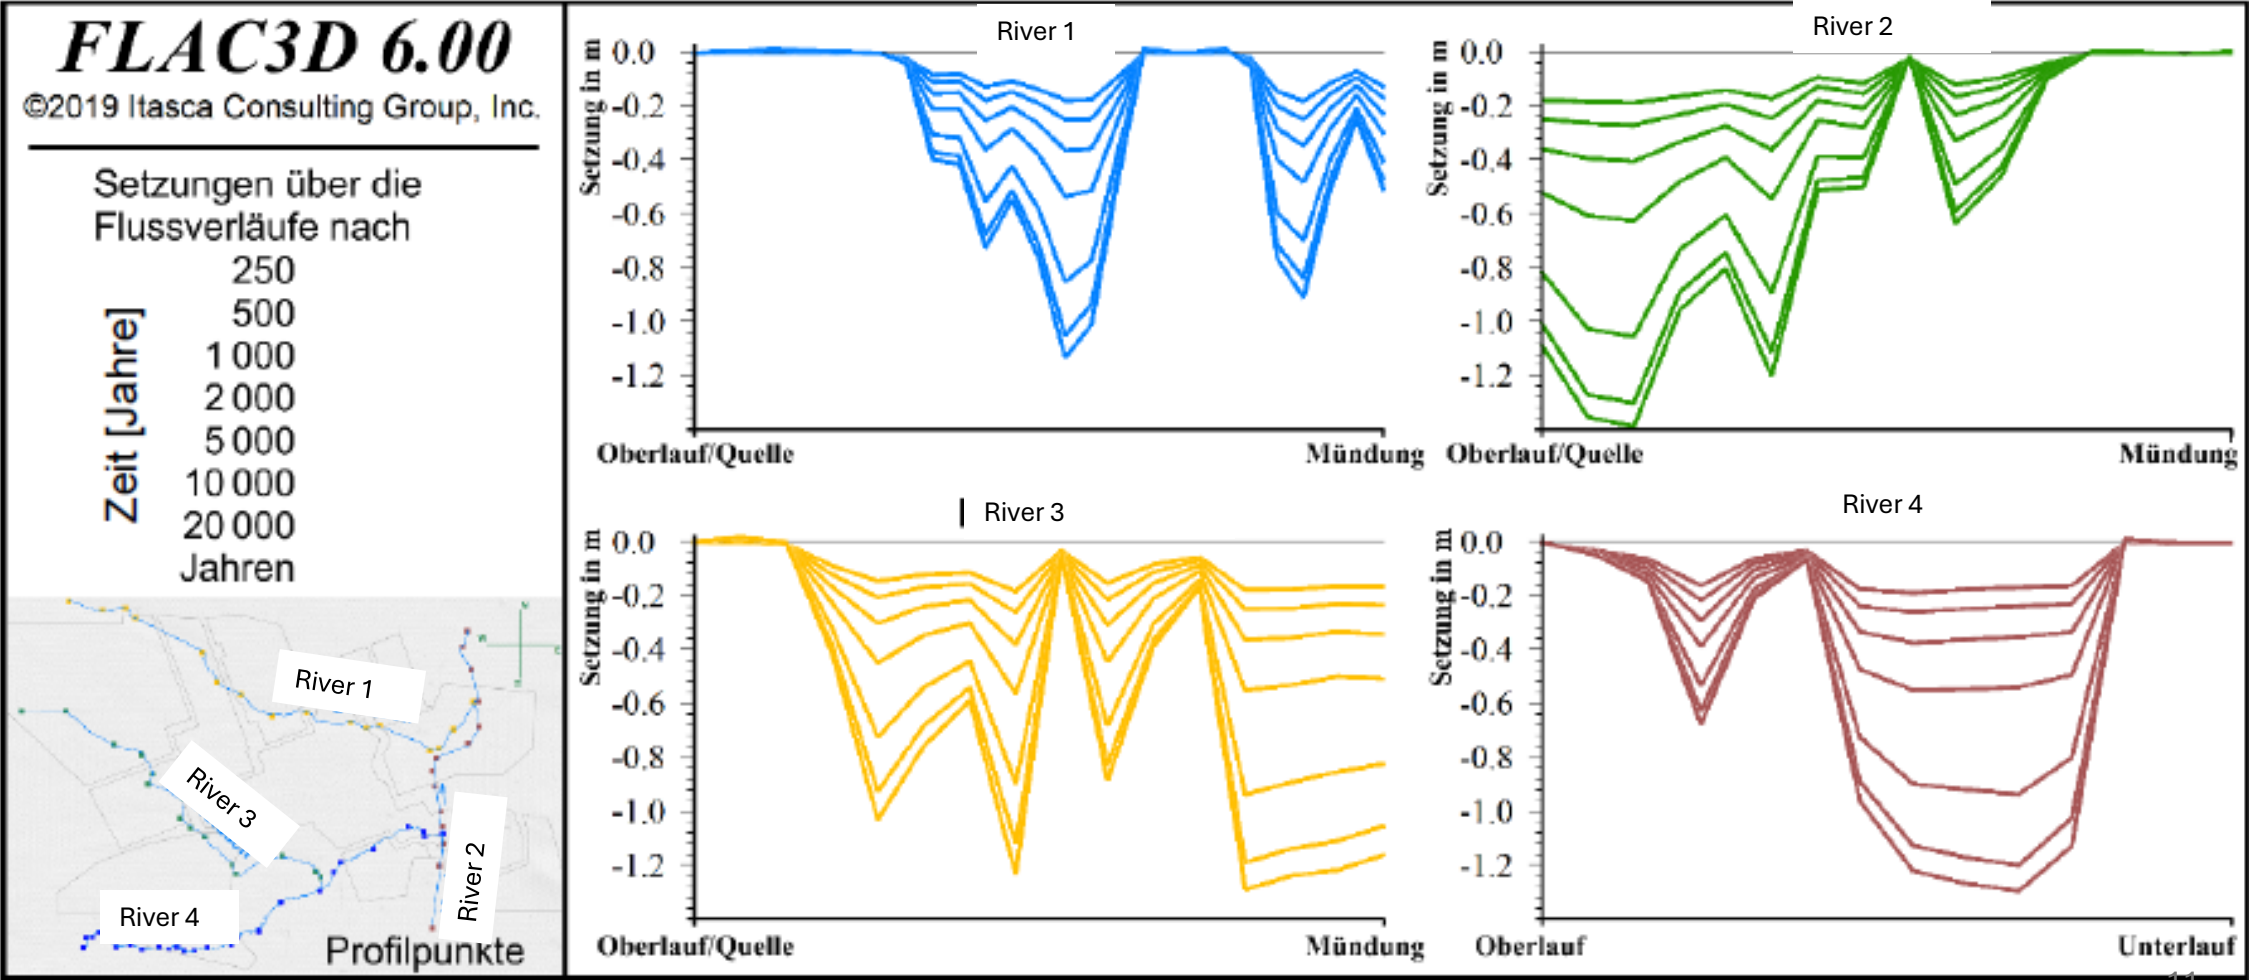 FLAC3D 6.00
©2019 Itasca Consulting Group, Inc.
Setzungen über die
Flussverläufe nach
Zeit [Jahre]
250
500
1 000
2 000
5 000
10 000
20 000
Jahren
River 1
River 3
River 2
River 4
Profilpunkte
River 1
Setzung in m
0.0
-0.2
-0.4
-0.6
-0.8
-1.0
-1.2
Oberlauf/Quelle
Mündung
River 2
Setzung in m
0.0
-0.2
-0.4
-0.6
-0.8
-1.0
-1.2
Oberlauf/Quelle
Mündung
River 3
Setzung in m
0.0
-0.2
-0.4
-0.6
-0.8
-1.0
-1.2
Oberlauf/Quelle
Mündung
River 4
Setzung in m
0.0
-0.2
-0.4
-0.6
-0.8
-1.0
-1.2
Oberlauf
Unterlauf